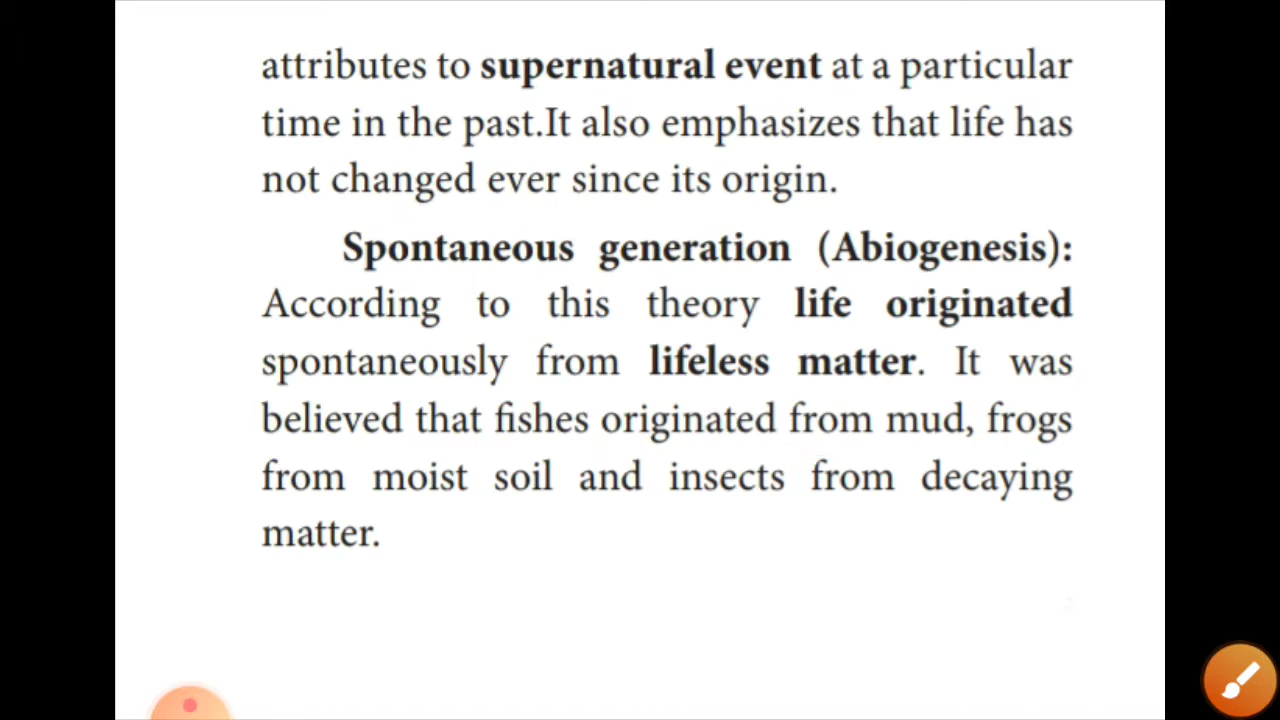 attributes to supernatural event at a particular
time in the past.It also emphasizes that life has
not changed ever since its origin.
Spontaneous generation (Abiogenesis):
According to this theory life originated
spontaneously from lifeless matter. It was
believed that fishes originated from mud, frogs
from moist soil and insects from decaying
matter.